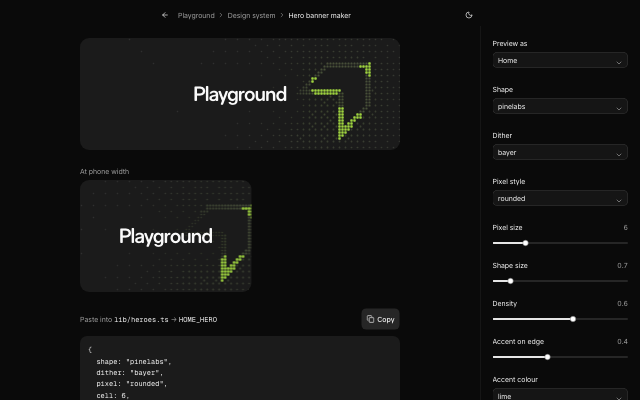 Playground > Design system > Hero banner maker
Playground
At phone width
Playground
Paste into lib/heroes.ts → HOME_HERO
Copy
{
shape: "pinelabs",
dither: "bayer",
pixel: "rounded",
cell: 6,
Preview as
Home
Shape
pinelabs
Dither
bayer
Pixel style
rounded
Pixel size 6
Shape size 0.7
Density 0.6
Accent on edge 0.4
Accent colour
lime